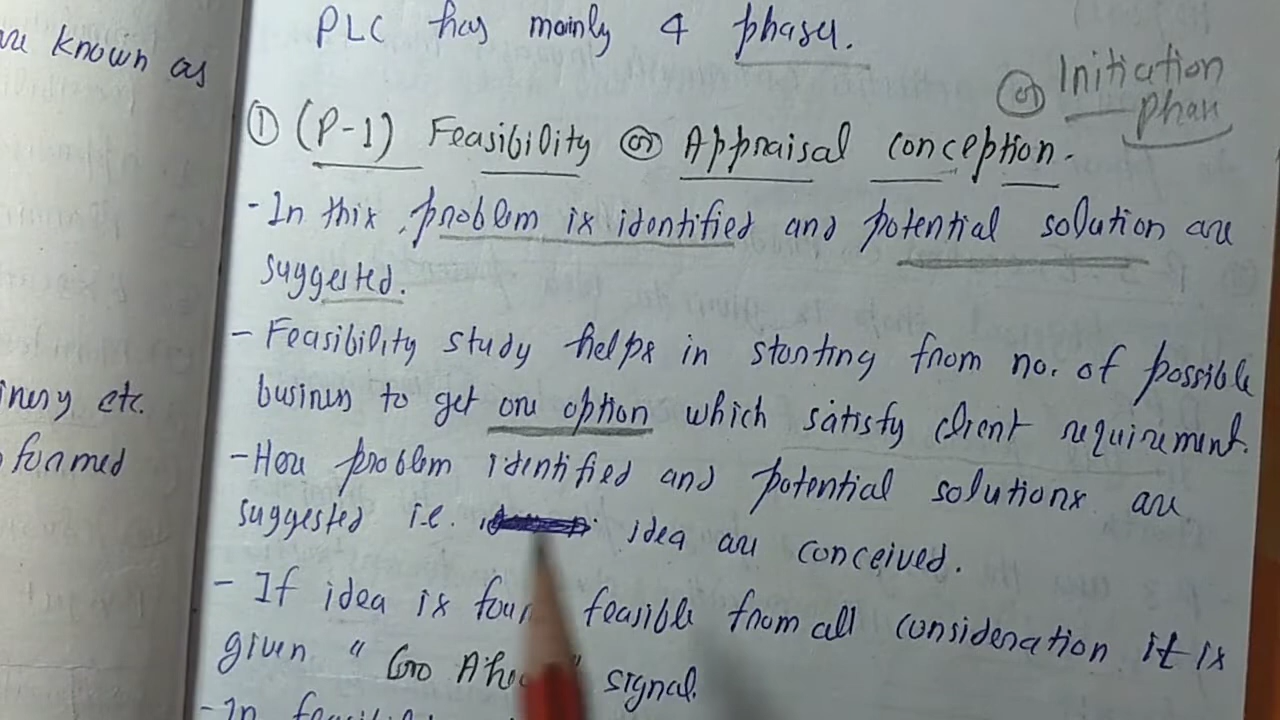 are known as
PLC has mainly 4 phases.
(or) Initiation
phase
① (P-1) Feasibility (or) Appraisal conception.
- In this, problem is identified and potential solution are
suggested.
- Feasibility study helps in starting from no. of possible
business to get one option which satisfy client requirement.
inery etc.
formed
- Here problem identified and potential solutions are
suggested i.e. idea are conceived.
- If idea is feasible from all consideration it is
given " Go " signal.
- In